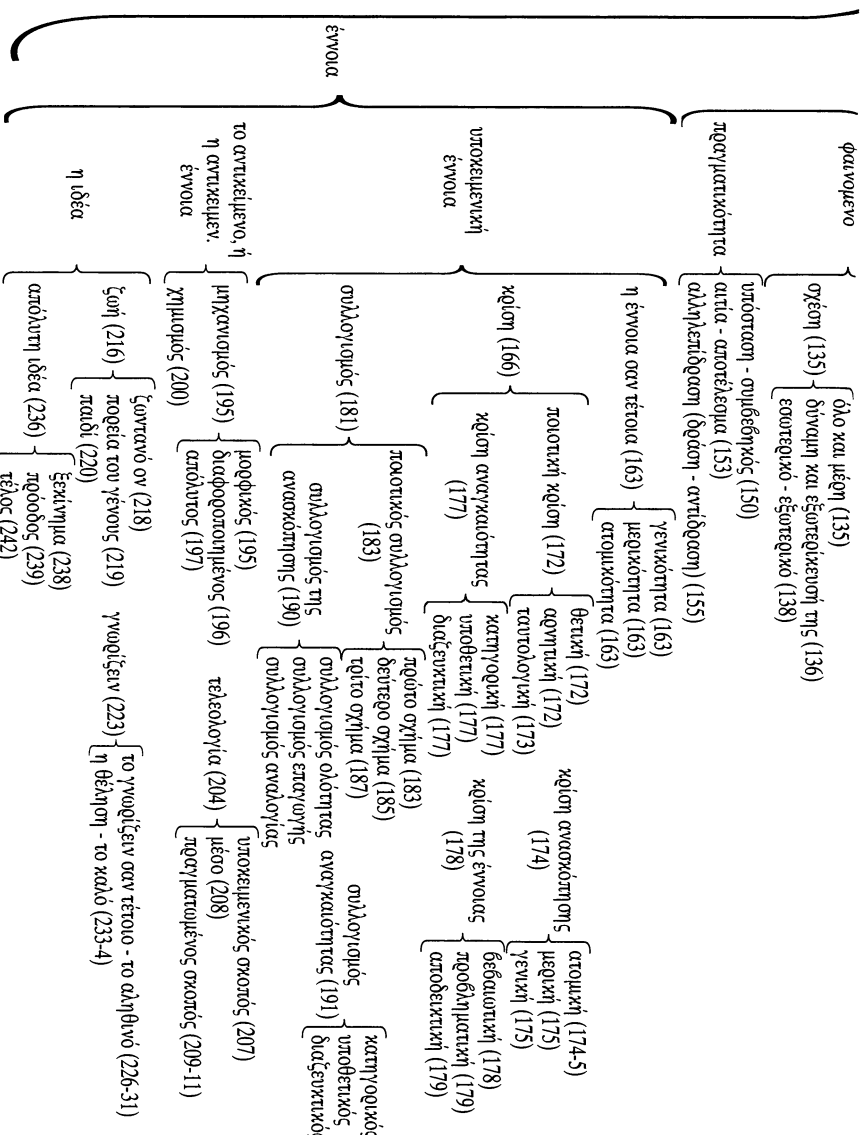 φαινομενο
σχέση (135)
όλο και μέρη (135)
δύναμη και εξωτερίκευσή της (136)
εσωτερικό - εξωτερικό (138)
πραγματικότητα
υπόσταση - συμβεβηκός (150)
αιτία - αποτέλεσμα (153)
αλληλεπίδραση (δράση - αντίδραση) (155)
έννοια
υποκειμενική
έννοια
η έννοια σαν τέτοια (163)
γενικότητα (163)
μερικότητα (163)
ατομικότητα (163)
κρίση (166)
ποιοτική κρίση (172)
θετική (172)
αρνητική (172)
ταυτολογική (173)
κρίση ανασκόπησης
(174)
ατομική (174-5)
μερική (175)
γενική (175)
κρίση αναγκαιότητας
(177)
κατηγορική (177)
υποθετική (177)
διαζευκτική (177)
κρίση της έννοιας
(178)
βεβαιωτική (178)
προβληματική (179)
αποδεικτική (179)
συλλογισμός (181)
ποιοτικός συλλογισμός
(183)
πρώτο σχήμα (183)
δεύτερο σχήμα (185)
τρίτο σχήμα (187)
συλλογισμός της
ανασκόπησης (190)
συλλογισμός ολότητας
συλλογισμός επαγωγής
συλλογισμός αναλογίας
συλλογισμός
αναγκαιότητας (191)
κατηγορικός
υποθετικός
διαζευκτικός
το αντικείμενο, ή
η αντικειμεν.
έννοια
μηχανισμός (195)
χημισμός (200)
μορφικός (195)
διαφοροποιημένος (196)
απόλυτος (197)
τελεολογία (204)
υποκειμενικός σκοπός (207)
μέσο (208)
πραγματωμένος σκοπός (209-11)
η ιδέα
ζωή (216)
ζωντανό ον (218)
πορεία του γένους (219)
παιδί (220)
γνωρίζειν (223)
το γνωρίζειν σαν τέτοιο - το αληθινό (226-31)
η θέληση - το καλό (233-4)
απόλυτη ιδέα (236)
ξεκίνημα (238)
πρόοδος (239)
τέλος (242)